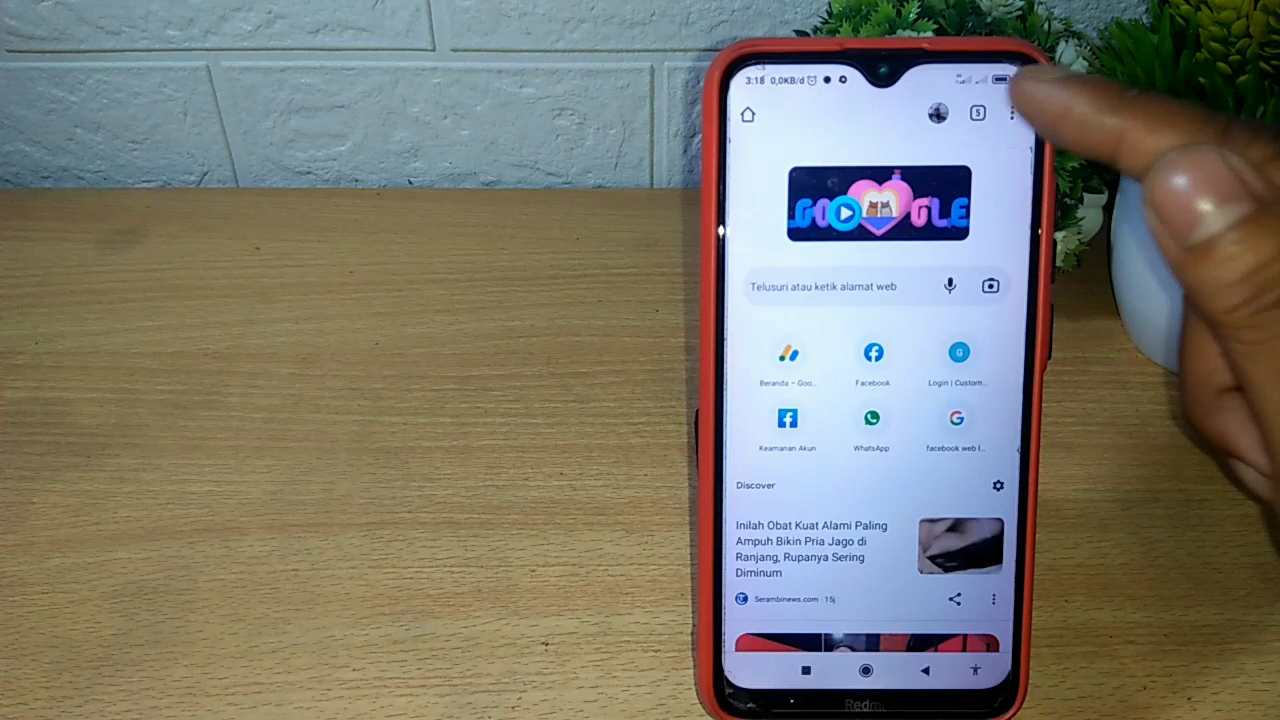 3:18 0,0KB/d
5
GOOGLE
Telusuri atau ketik alamat web
Beranda – Goo...
Facebook
G
Login | Custom...
Keamanan Akun
WhatsApp
facebook web l...
Discover
Inilah Obat Kuat Alami Paling
Ampuh Bikin Pria Jago di
Ranjang, Rupanya Sering
Diminum
Serambinews.com · 15j
Redmi